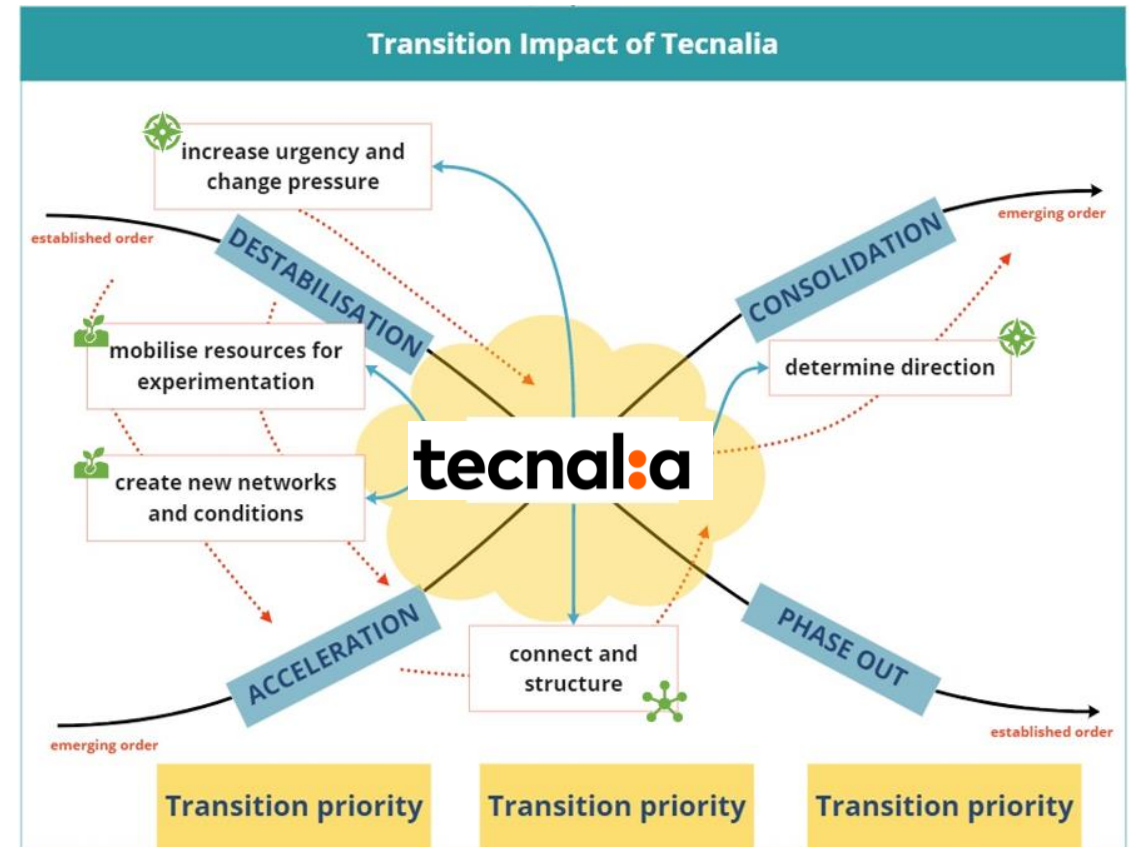 Transition Impact of Tecnalia
increase urgency and
change pressure
established order
DESTABILISATION
CONSOLIDATION
emerging order
mobilise resources for
experimentation
determine direction
tecnalia
create new networks
and conditions
ACCELERATION
connect and
structure
PHASE OUT
emerging order
established order
Transition priority
Transition priority
Transition priority